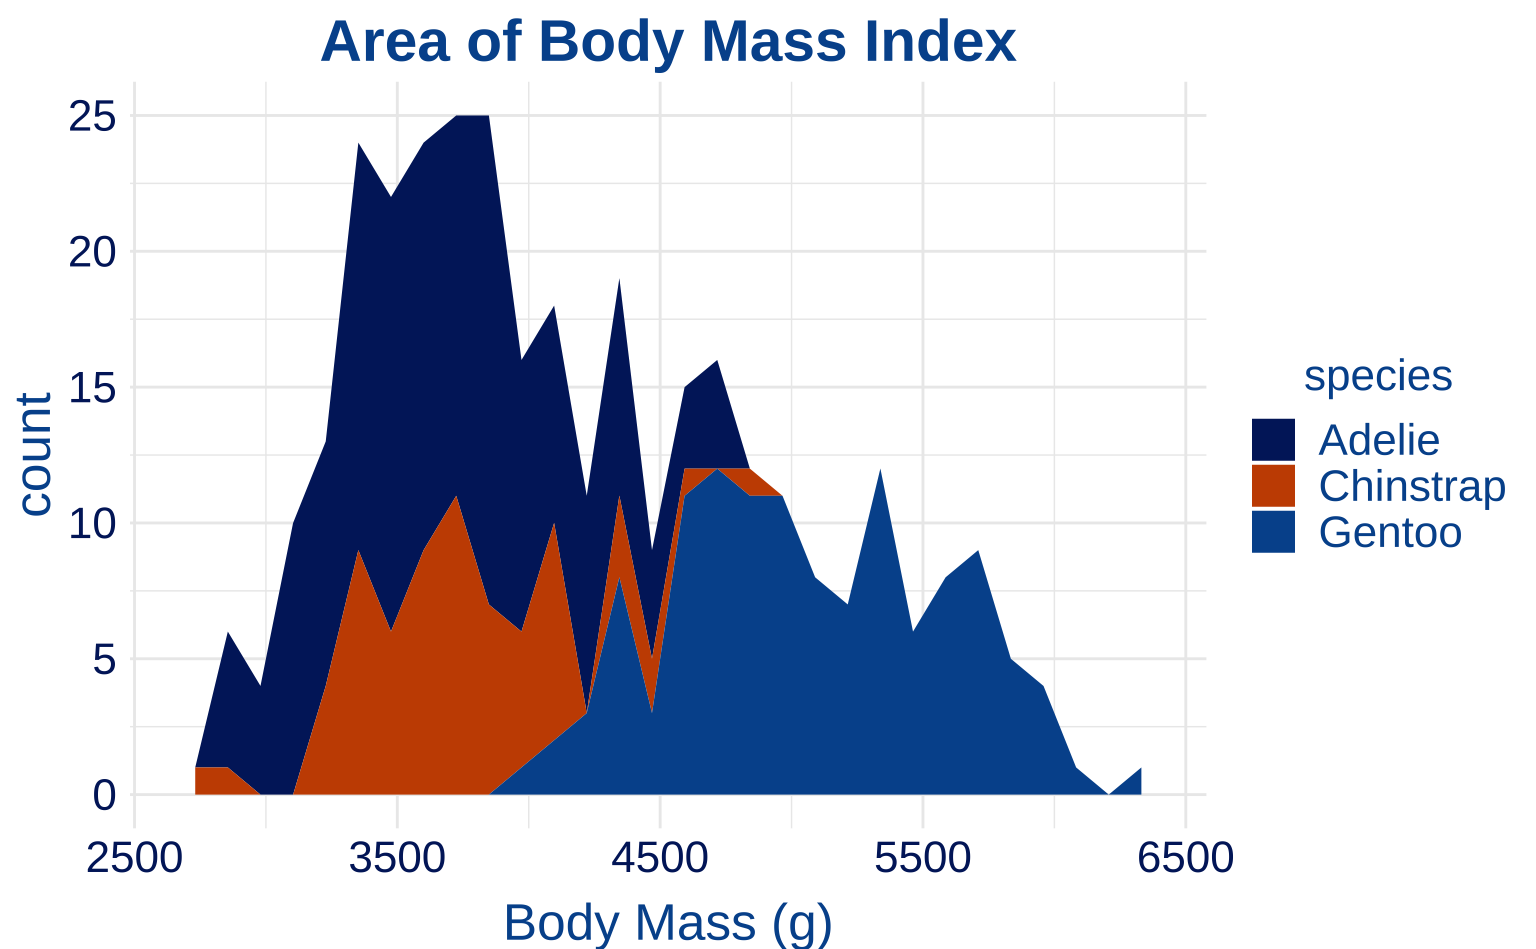 Area of Body Mass Index
25
20
15
10
5
0
count
2500 3500 4500 5500 6500
Body Mass (g)
species
Adelie
Chinstrap
Gentoo